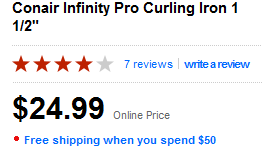 Conair Infinity Pro Curling Iron 1
1/2"
7 reviews | write a review
$24.99 Online Price
• Free shipping when you spend $50